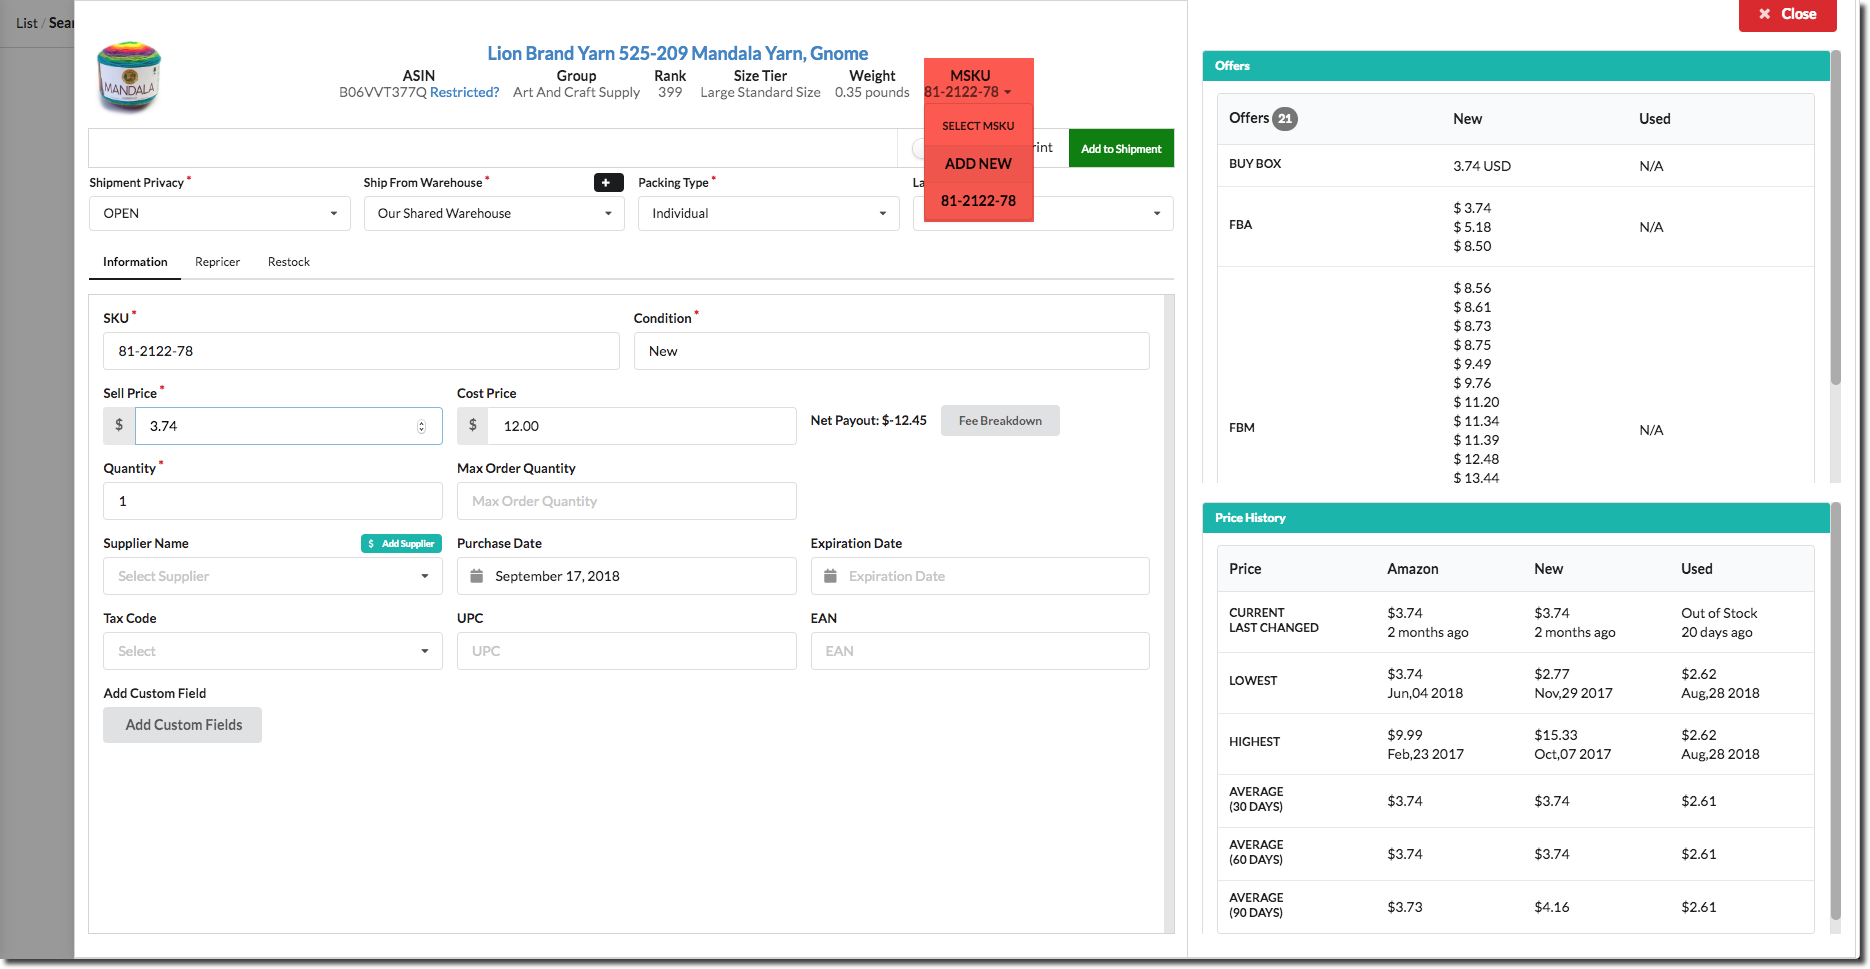 List / Sear
Close
MANDALA
Lion Brand Yarn 525-209 Mandala Yarn, Gnome
ASIN Group Rank Size Tier Weight MSKU
B06VVT377Q Restricted? Art And Craft Supply 399 Large Standard Size 0.35 pounds 81-2122-78
SELECT MSKU
ADD NEW
81-2122-78
rint
Add to Shipment
Shipment Privacy * Ship From Warehouse * + Packing Type * La
OPEN Our Shared Warehouse Individual
Information Repricer Restock
SKU * Condition *
81-2122-78 New
Sell Price * Cost Price
$ 3.74 $ 12.00 Net Payout: $-12.45 Fee Breakdown
Quantity * Max Order Quantity
1 Max Order Quantity
Supplier Name $ Add Supplier Purchase Date Expiration Date
Select Supplier September 17, 2018 Expiration Date
Tax Code UPC EAN
Select UPC EAN
Add Custom Field
Add Custom Fields
Offers
Offers 21 New Used
BUY BOX 3.74 USD N/A
FBA $ 3.74 N/A
$ 5.18
$ 8.50
FBM $ 8.56 N/A
$ 8.61
$ 8.73
$ 8.75
$ 9.49
$ 9.76
$ 11.20
$ 11.34
$ 11.39
$ 12.48
$ 13.44
Price History
Price Amazon New Used
CURRENT $3.74 $3.74 Out of Stock
LAST CHANGED 2 months ago 2 months ago 20 days ago
LOWEST $3.74 $2.77 $2.62
Jun,04 2018 Nov,29 2017 Aug,28 2018
HIGHEST $9.99 $15.33 $2.62
Feb,23 2017 Oct,07 2017 Aug,28 2018
AVERAGE
(30 DAYS) $3.74 $3.74 $2.61
AVERAGE
(60 DAYS) $3.74 $3.74 $2.61
AVERAGE
(90 DAYS) $3.73 $4.16 $2.61